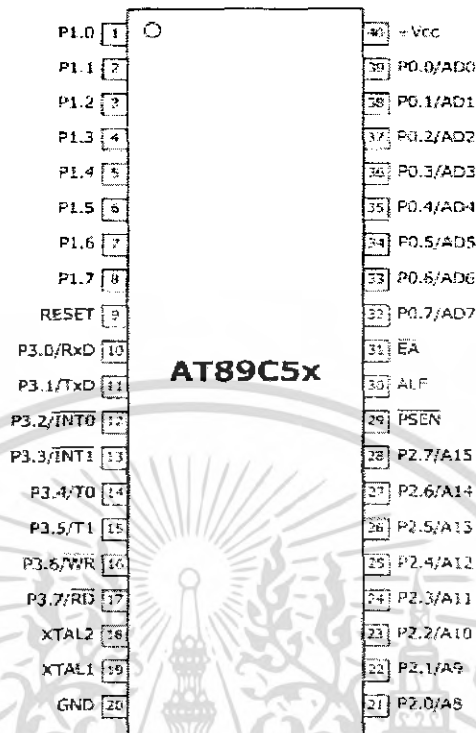 P1.0 1 40 +Vcc
P1.1 2 39 P0.0/AD0
P1.2 3 38 P0.1/AD1
P1.3 4 37 P0.2/AD2
P1.4 5 36 P0.3/AD3
P1.5 6 35 P0.4/AD4
P1.6 7 34 P0.5/AD5
P1.7 8 33 P0.6/AD6
RESET 9 32 P0.7/AD7
P3.0/RxD 10 31 EA
AT89C5x
P3.1/TxD 11 30 ALE
P3.2/INT0 12 29 PSEN
P3.3/INT1 13 28 P2.7/A15
P3.4/T0 14 27 P2.6/A14
P3.5/T1 15 26 P2.5/A13
P3.6/WR 16 25 P2.4/A12
P3.7/RD 17 24 P2.3/A11
XTAL2 18 23 P2.2/A10
XTAL1 19 22 P2.1/A9
GND 20 21 P2.0/A8